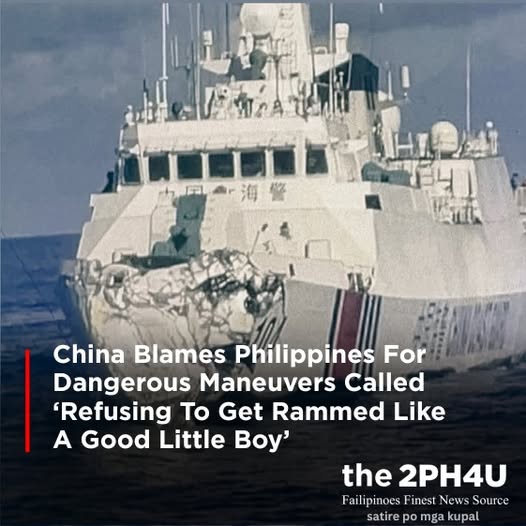 中国 海警
China Blames Philippines For
Dangerous Maneuvers Called
‘Refusing To Get Rammed Like
A Good Little Boy’
the 2PH4U
Failipinoes Finest News Source
satire po mga kupal